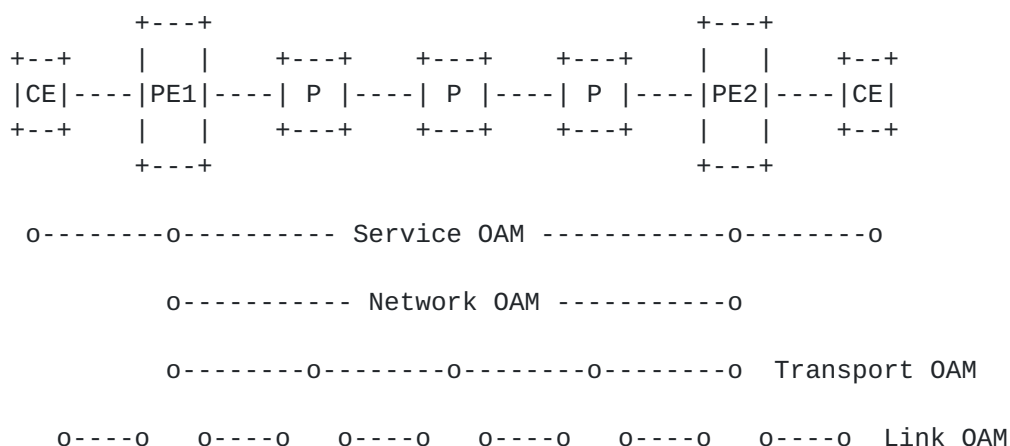 +---+                               +---+
+--+    |   |    +---+    +---+    +---+    |   |    +--+
|CE|----|PE1|----| P |----| P |----| P |----|PE2|----|CE|
+--+    |   |    +---+    +---+    +---+    |   |    +--+
        +---+                               +---+
 o--------o---------- Service OAM ------------o--------o
          o----------- Network OAM -----------o
          o--------o--------o--------o--------o  Transport OAM
   o----o   o----o   o----o   o----o   o----o   o----o  Link OAM